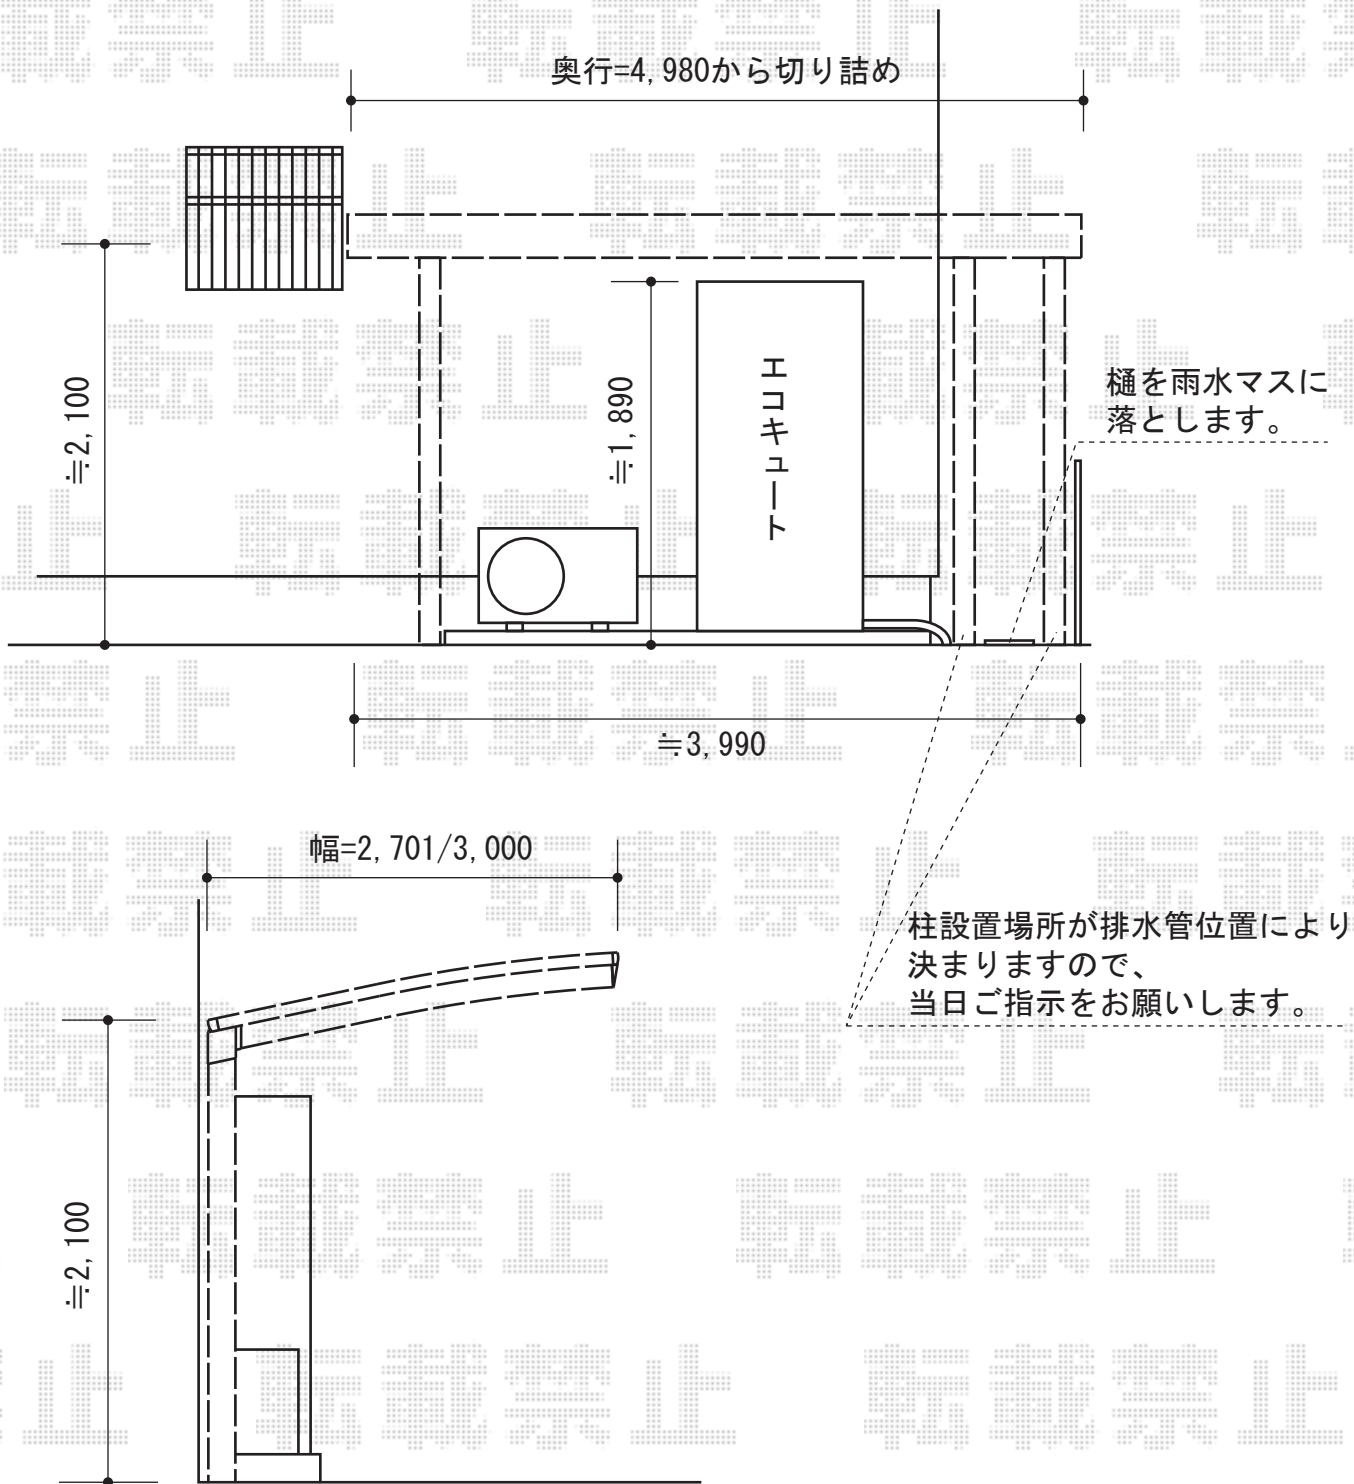 奥行=4,980から切り詰め
≒2,100
≒1,890
エコキュート
樋を雨水マスに
落とします。
≒3,990
幅=2,701/3,000
柱設置場所が排水管位置により
決まりますので、
当日ご指示をお願いします。
≒2,100
転載禁止